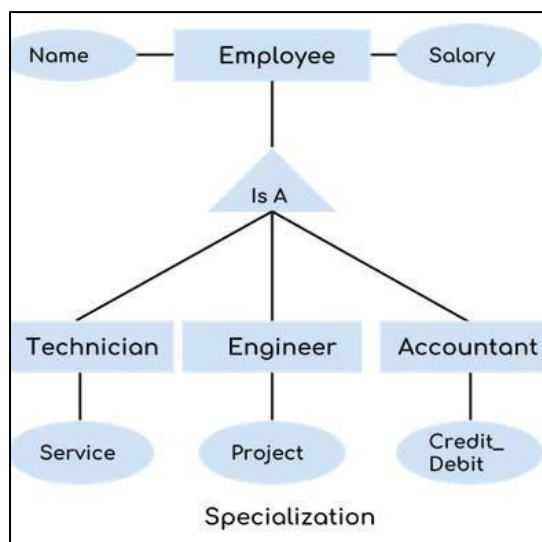 Name
Employee
Salary
Is A
Technician
Engineer
Accountant
Service
Project
Credit_
Debit
Specialization